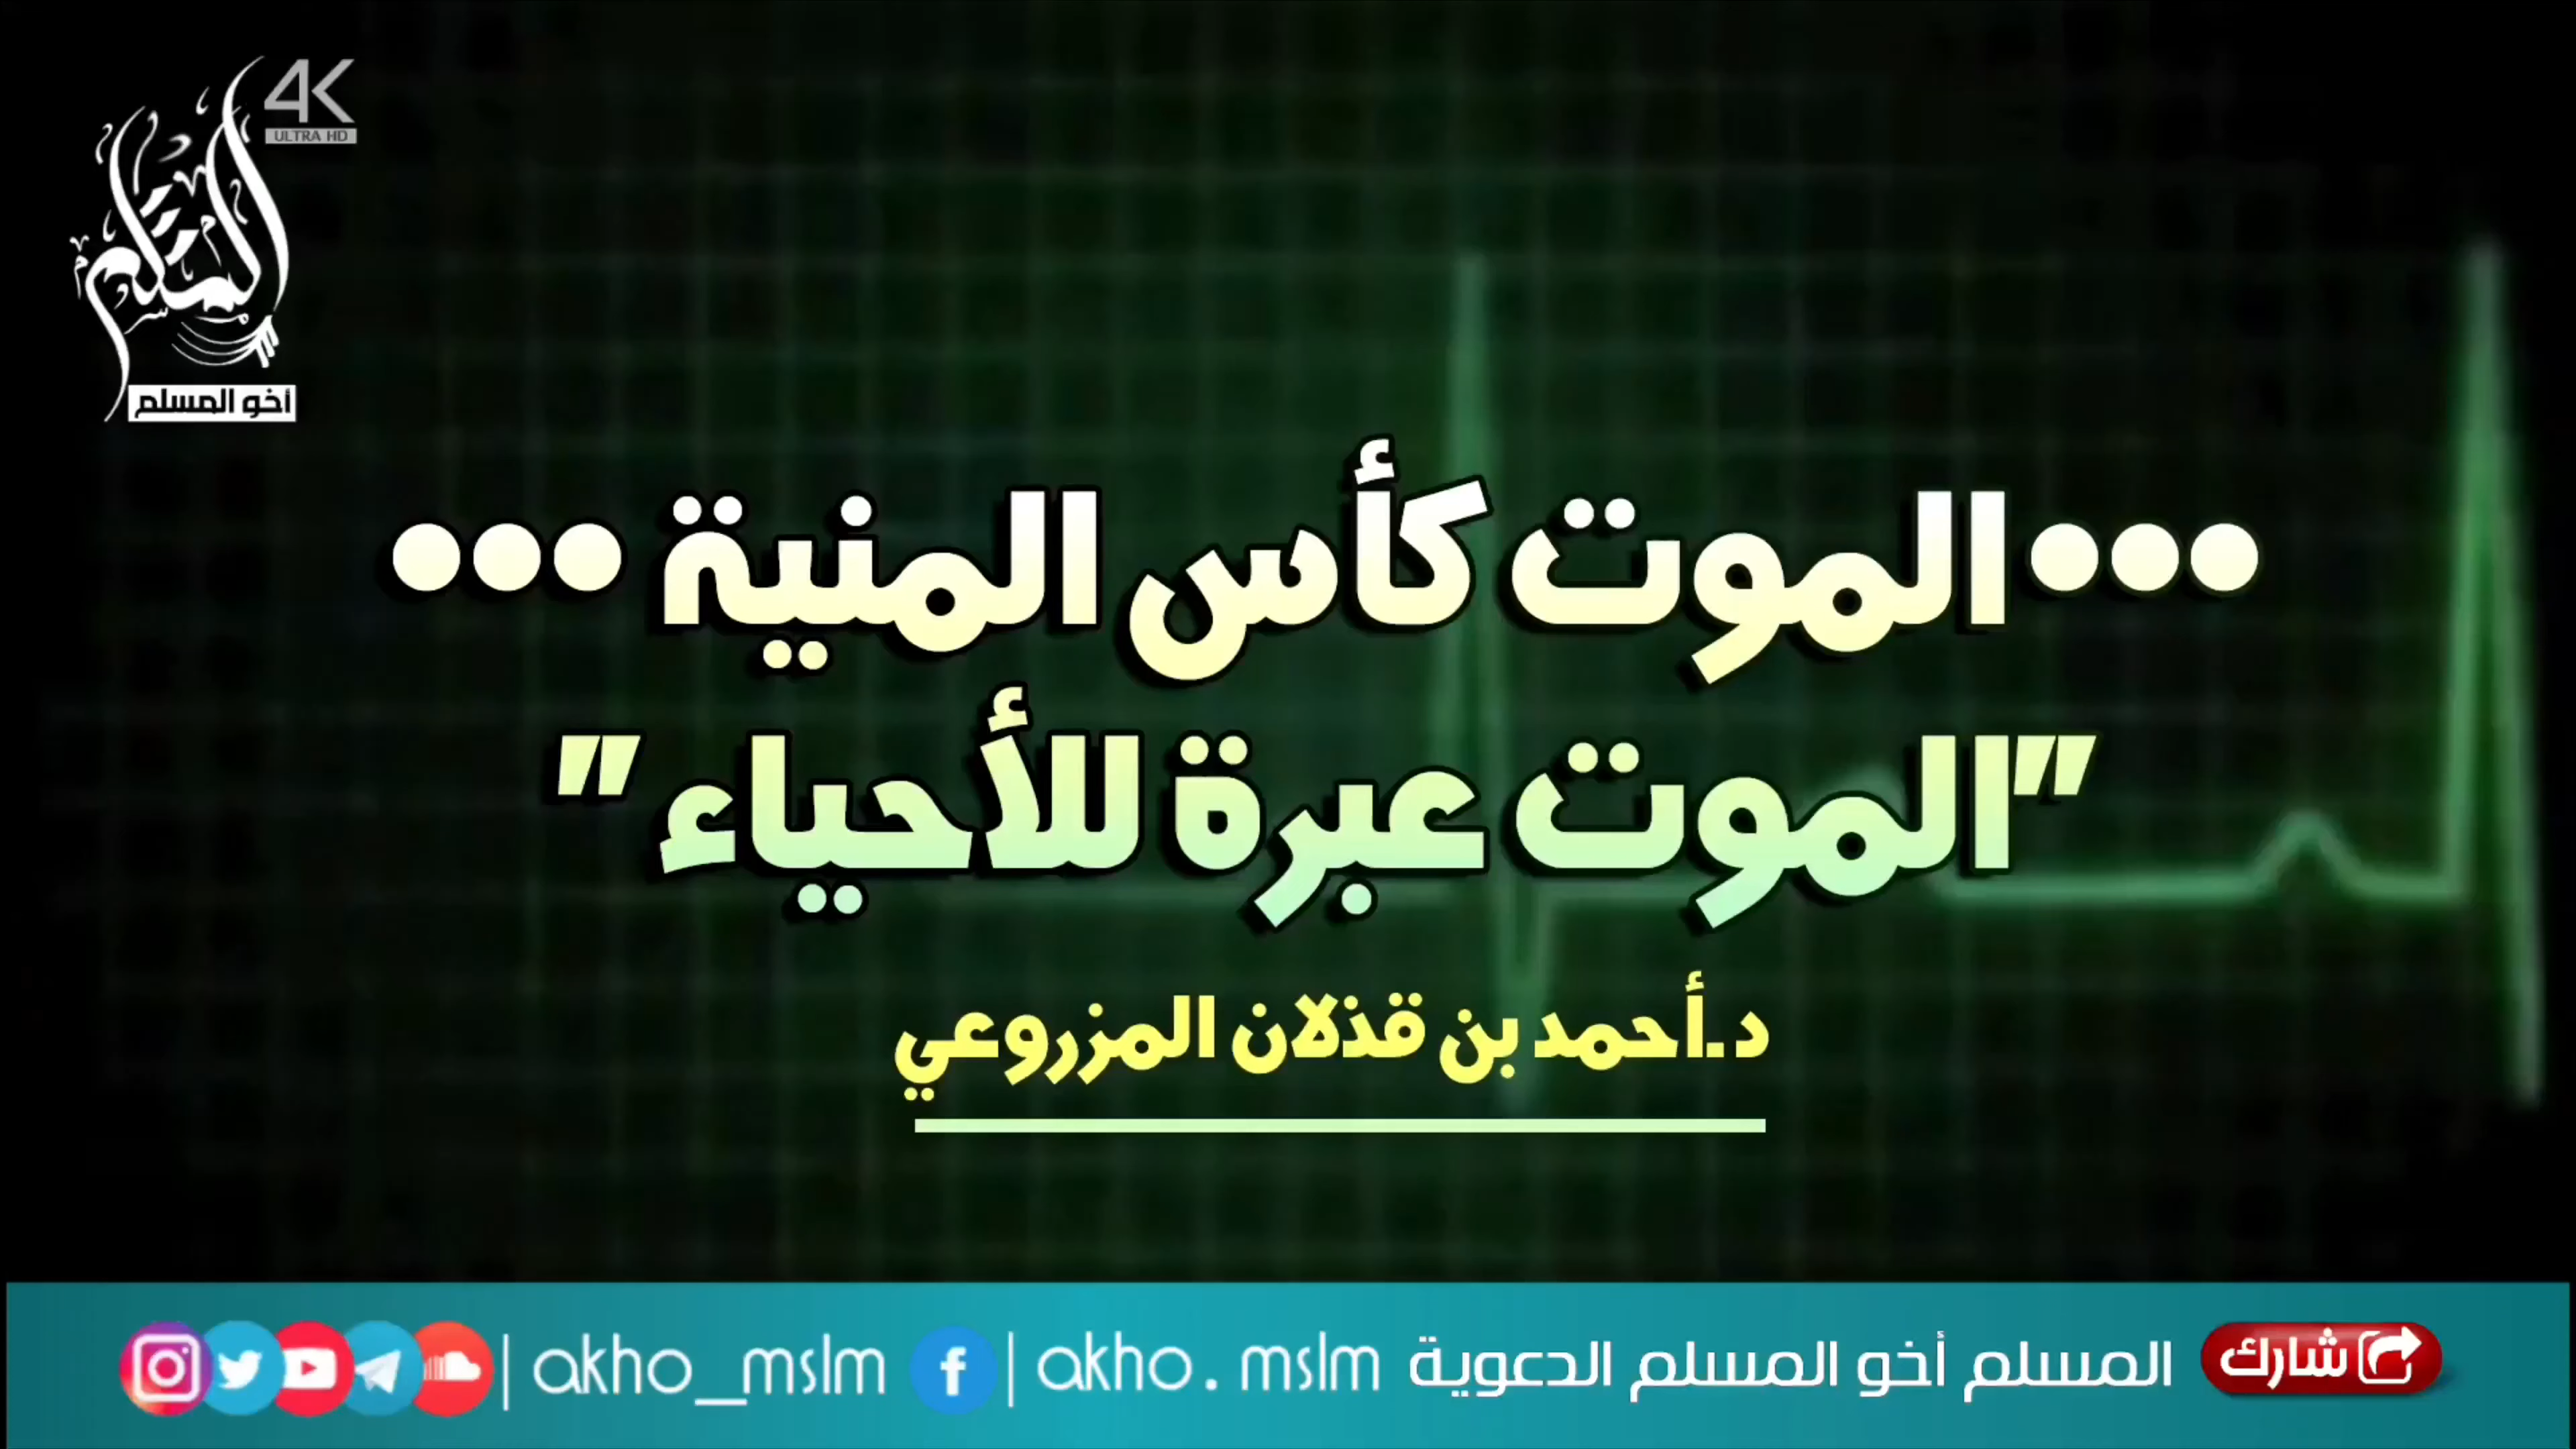 4K
ULTRA HD
المسلم
أخو المسلم
•••الموت كأس المنية •••
"الموت عبرة للأحياء"
د.أحمد بن قذلان المزروعي
شارك المسلم أخو المسلم الدعوية akho.mslm | akho_mslm |